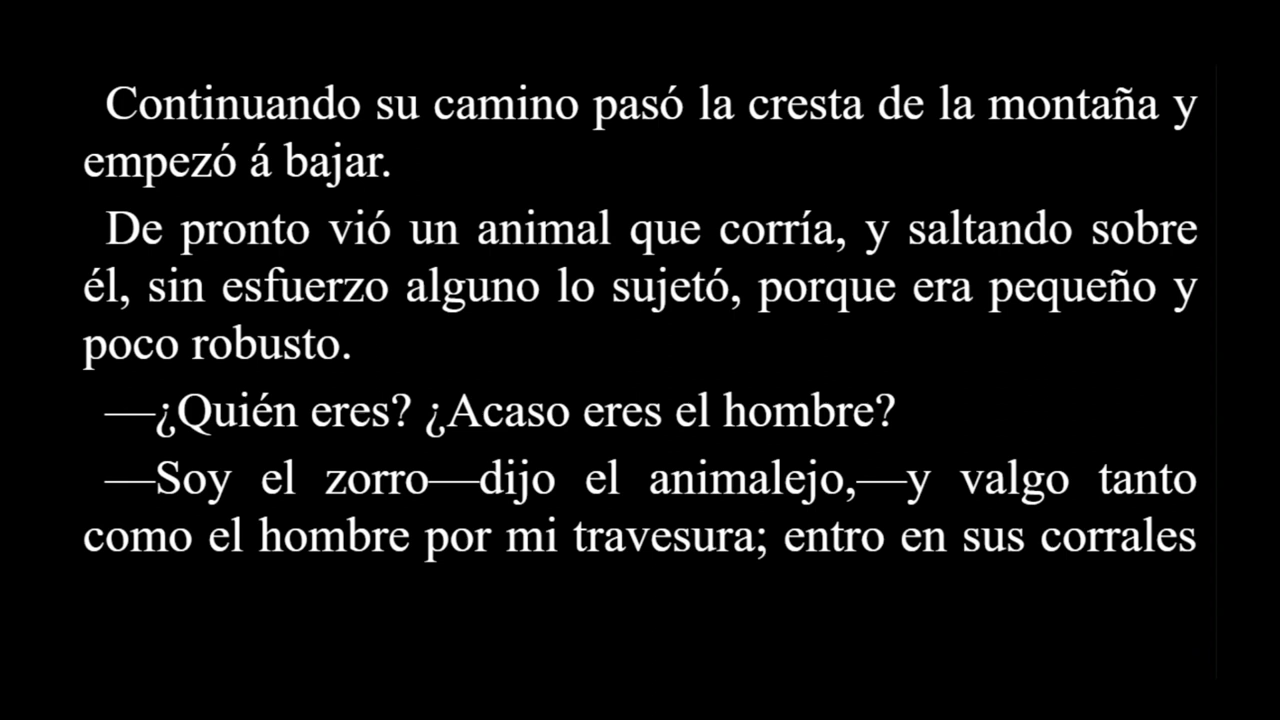 Continuando su camino pasó la cresta de la montaña y
empezó á bajar.
De pronto vió un animal que corría, y saltando sobre
él, sin esfuerzo alguno lo sujetó, porque era pequeño y
poco robusto.
—¿Quién eres? ¿Acaso eres el hombre?
—Soy el zorro—dijo el animalejo,—y valgo tanto
como el hombre por mi travesura; entro en sus corrales